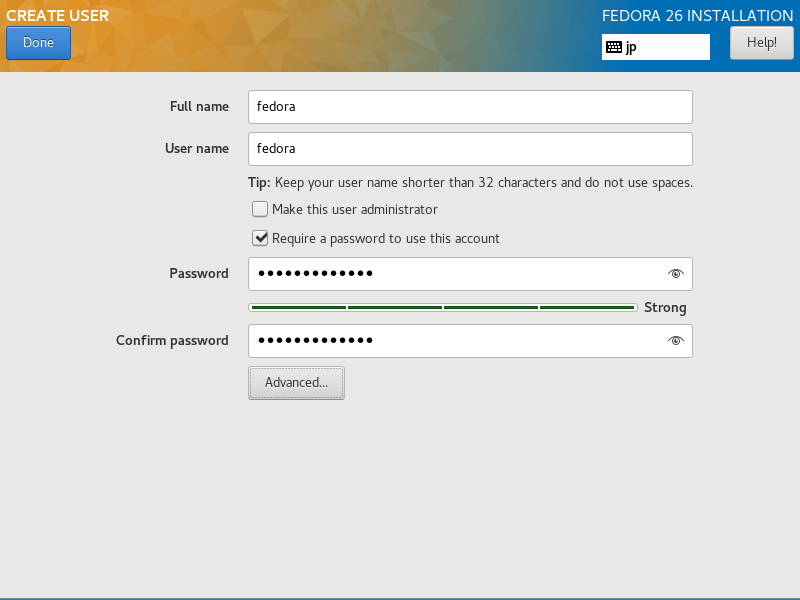 CREATE USER
FEDORA 26 INSTALLATION
Done
jp
Help!
Full name
fedora
User name
fedora
Tip: Keep your user name shorter than 32 characters and do not use spaces.
Make this user administrator
Require a password to use this account
Password
●●●●●●●●●●●●●
Strong
Confirm password
●●●●●●●●●●●●●
Advanced...